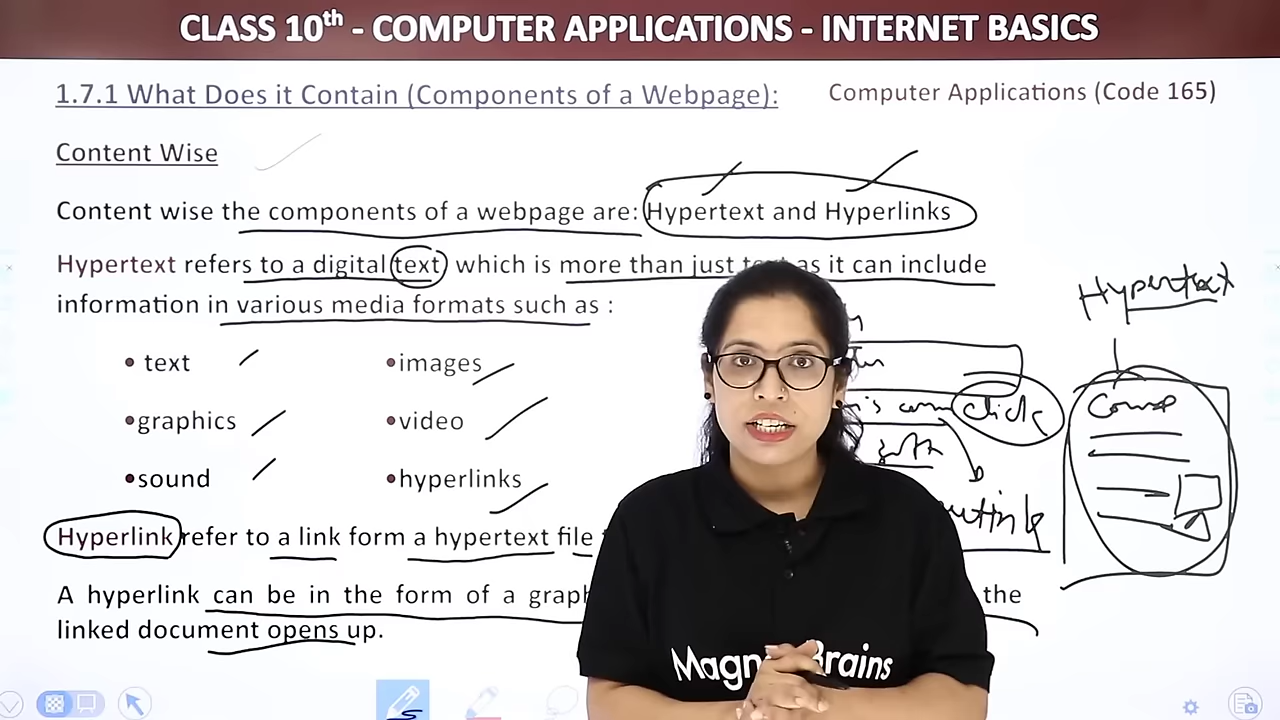 CLASS 10th - COMPUTER APPLICATIONS - INTERNET BASICS
1.7.1 What Does it Contain (Components of a Webpage):
Computer Applications (Code 165)
Content Wise
Content wise the components of a webpage are: Hypertext and Hyperlinks
Hypertext refers to a digital text which is more than just text as it can include
information in various media formats such as :
• text
• images
• graphics
• video
• sound
• hyperlinks
Hypertext
click
Hyperlink refer to a link form a hypertext file
A hyperlink can be in the form of a the
linked document opens up.
Magn Brains